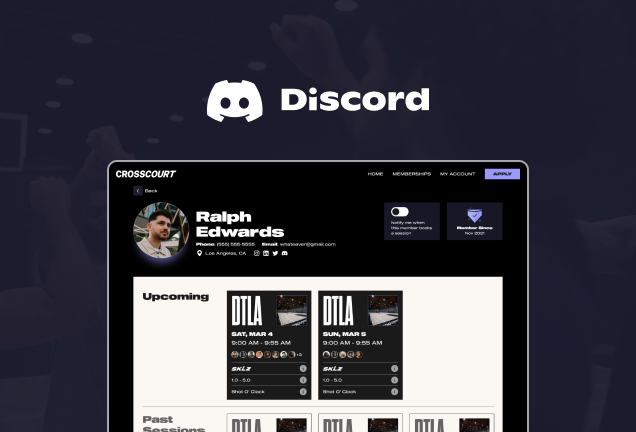 Discord
CROSSCOURT
HOME
MEMBERSHIPS
MY ACCOUNT
APPLY
Back
Ralph
Edwards
Phone: (555) 555-5555 Email: whatsaver@gmail.com
Los Angeles, CA
Notify me when
this member books
a session
Member Since
Nov 2021
Upcoming
DTLA
SAT, MAR 4
9:00 AM - 9:55 AM
+3
SKLZ
1.0 - 5.0
Shot O' Clock
DTLA
SUN, MAR 5
9:00 AM - 9:55 AM
SKLZ
1.0 - 5.0
Shot O' Clock
Past
Sessions
DTLA
DTLA
DTLA